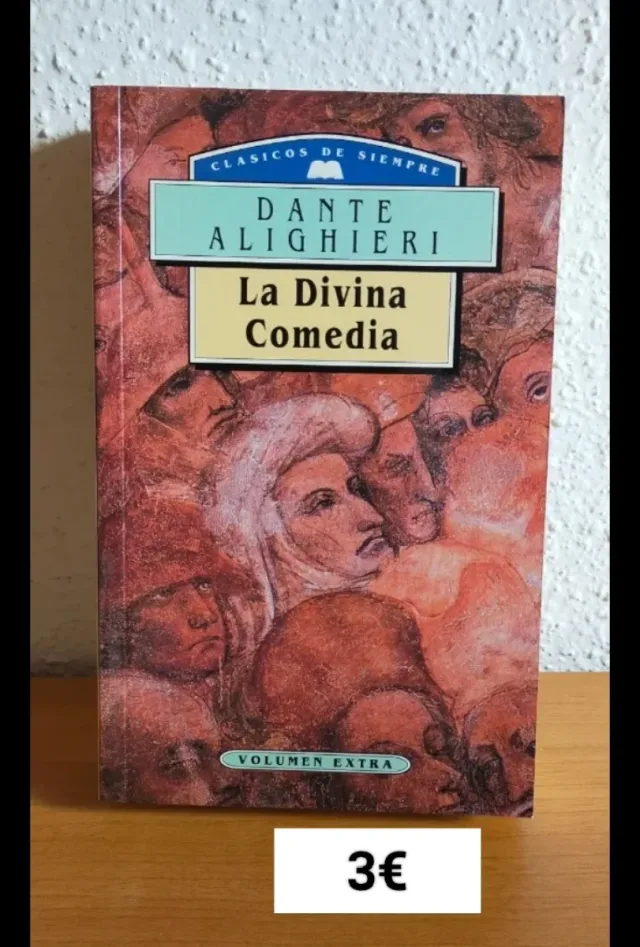 CLASICOS DE SIEMPRE
DANTE
ALIGHIERI
La Divina
Comedia
VOLUMEN EXTRA
3€